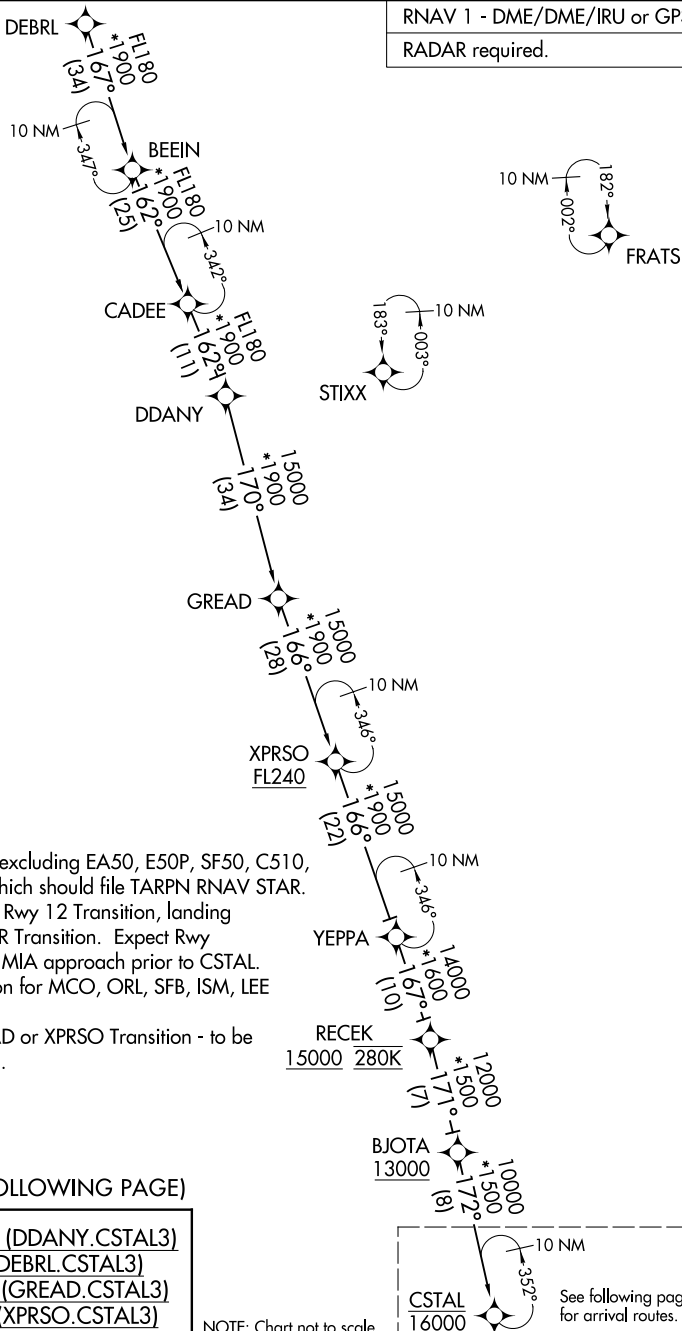 RNAV 1 - DME/DME/IRU or GPS
RADAR required.
DEBRL
FL180
*1900
167°
(34)
10 NM
347°
BEEIN
FL180
*1900
162°
(25)
10 NM
342°
CADEE
FL180
*1900
162°
(11)
DDANY
10 NM
182°
002°
FRATS
10 NM
183°
003°
STIXX
15000
*1900
170°
(34)
GREAD
15000
*1900
166°
(28)
10 NM
346°
XPRSO
FL240
15000
*1900
166°
(22)
10 NM
346°
YEPPA
excluding EA50, E50P, SF50, C510,
hich should file TARPN RNAV STAR.
Rwy 12 Transition, landing
R Transition. Expect Rwy
MIA approach prior to CSTAL.
on for MCO, ORL, SFB, ISM, LEE
AD or XPRSO Transition - to be
.
14000
*1600
167°
(10)
RECEK
15000 280K
12000
*1500
171°
(7)
BJOTA
13000
10000
*1500
172°
(8)
10 NM
352°
CSTAL
16000
See following pag
for arrival routes.
OLLOWING PAGE)
(DDANY.CSTAL3)
DEBRL.CSTAL3)
(GREAD.CSTAL3)
(XPRSO.CSTAL3)
NOTE: Chart not to scale